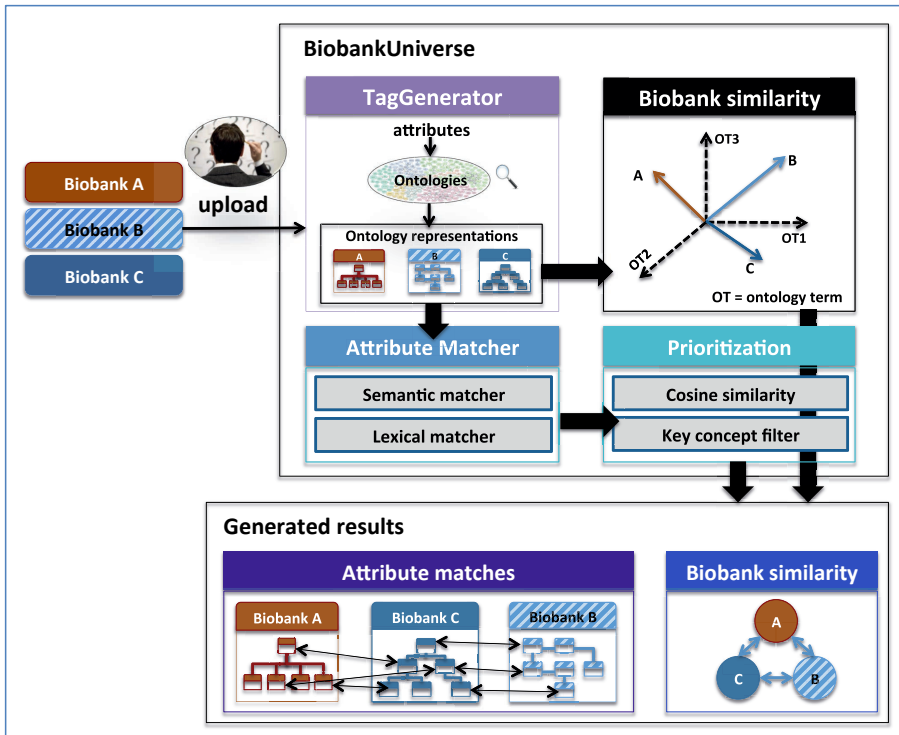 BiobankUniverse
TagGenerator
attributes
Ontologies
Ontology representations
A
B
C
Biobank similarity
OT3
B
A
OT1
OT2
C
OT = ontology term
Biobank A
Biobank B
Biobank C
upload
Attribute Matcher
Semantic matcher
Lexical matcher
Prioritization
Cosine similarity
Key concept filter
Generated results
Attribute matches
Biobank A
Biobank C
Biobank B
Biobank similarity
A
C
B